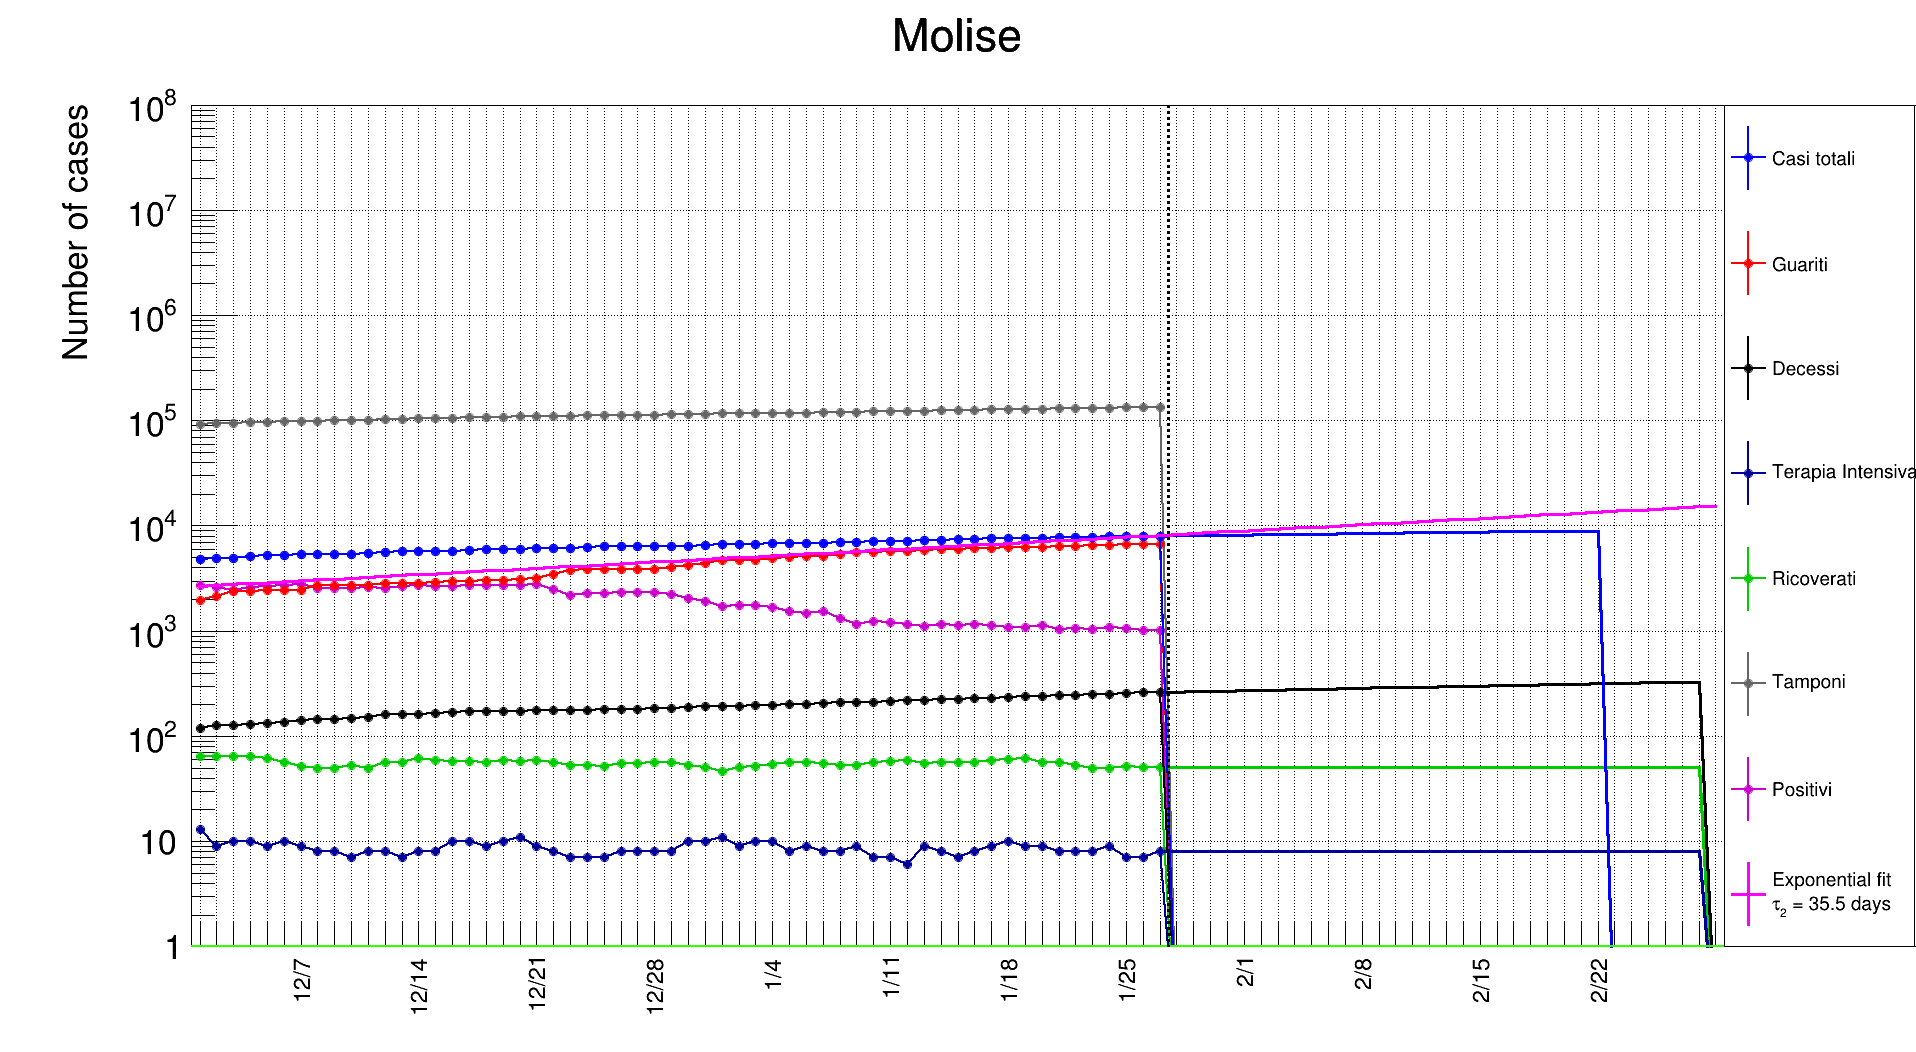 Molise
Number of cases
10^8
10^7
10^6
10^5
10^4
10^3
10^2
10
1
12/7
12/14
12/21
12/28
1/4
1/11
1/18
1/25
2/1
2/8
2/15
2/22
Casi totali
Guariti
Decessi
Terapia Intensiva
Ricoverati
Tamponi
Positivi
Exponential fit
τ₂ = 35.5 days